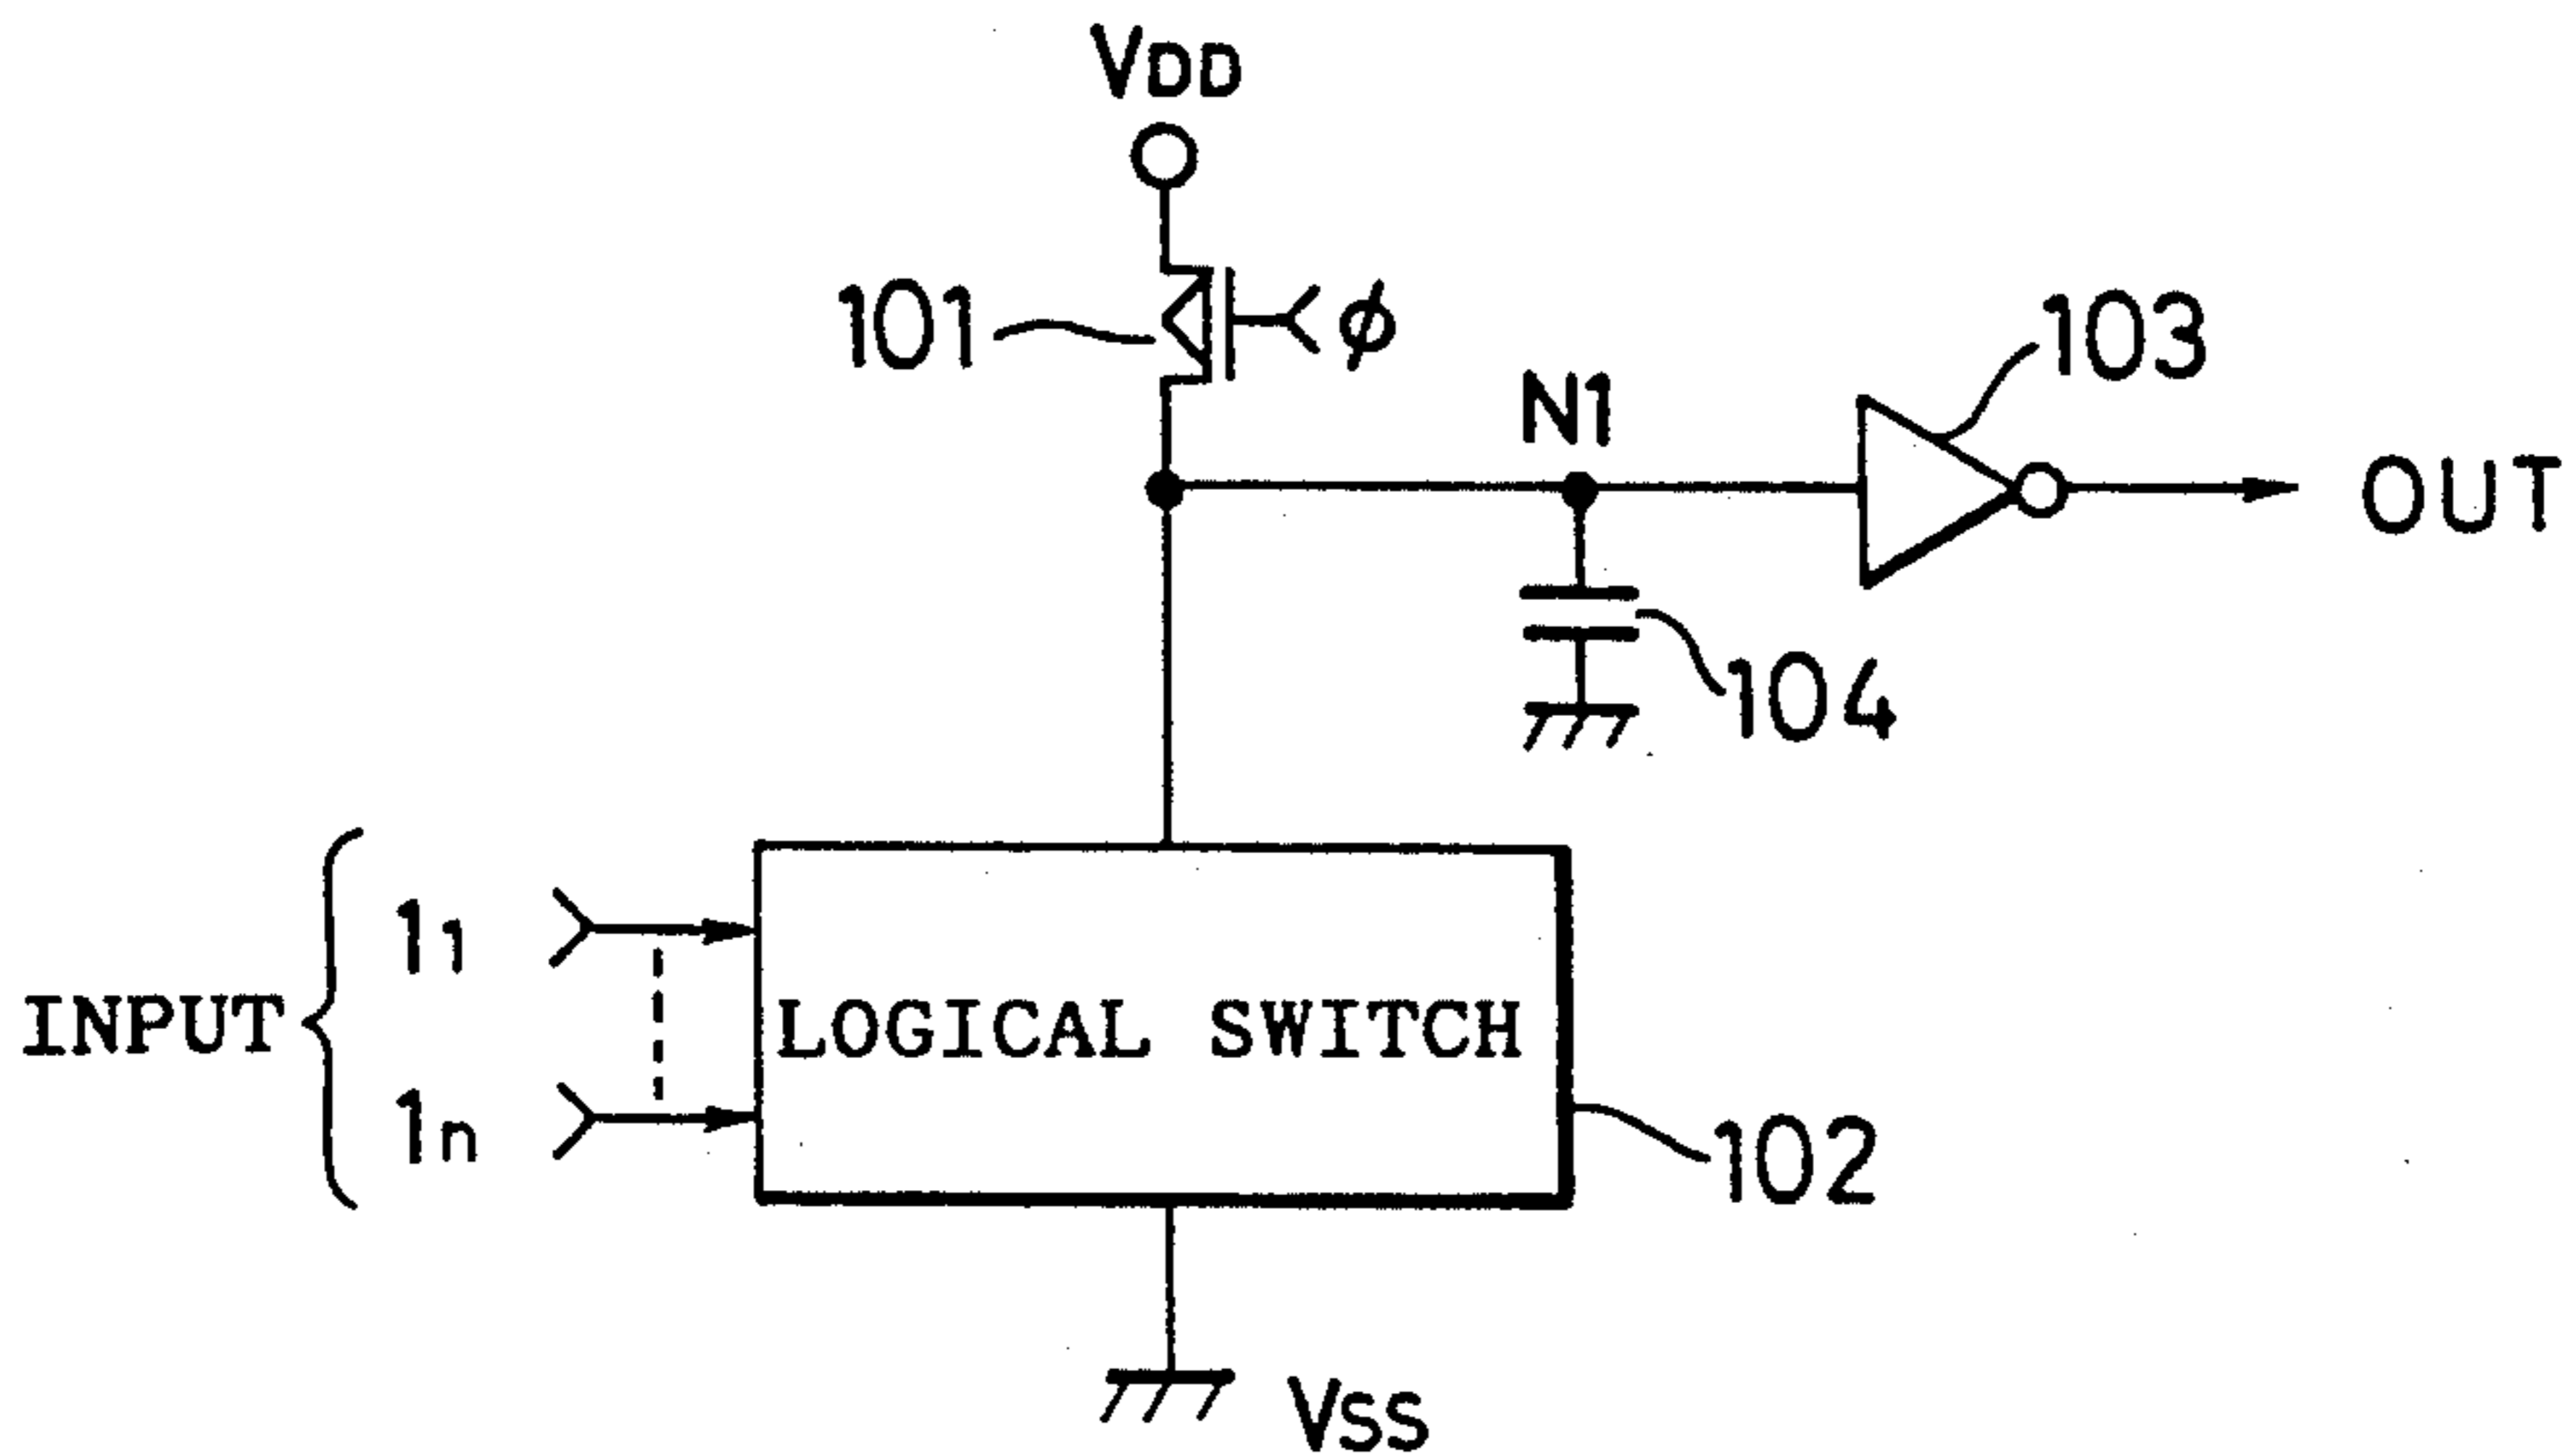 VDD
101
φ
103
N1
OUT
104
11
INPUT
LOGICAL SWITCH
1n
102
VSS